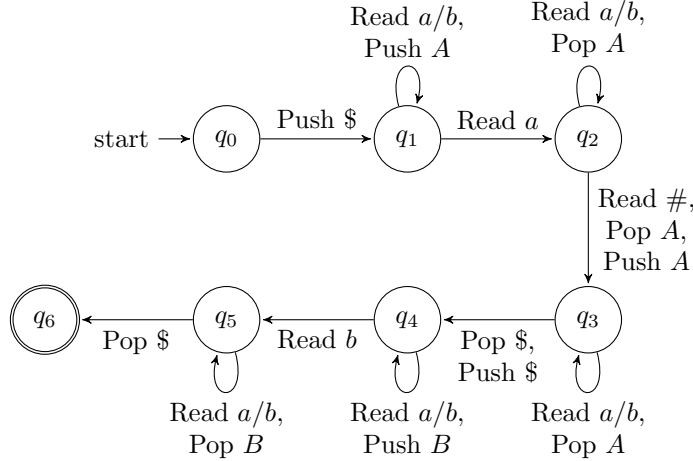 Read a/b,
Push A
Read a/b,
Pop A
start
q0
Push $
q1
Read a
q2
Read #,
Pop A,
Push A
q6
Pop $
q5
Read b
q4
Pop $,
Push $
q3
Read a/b,
Pop B
Read a/b,
Push B
Read a/b,
Pop A